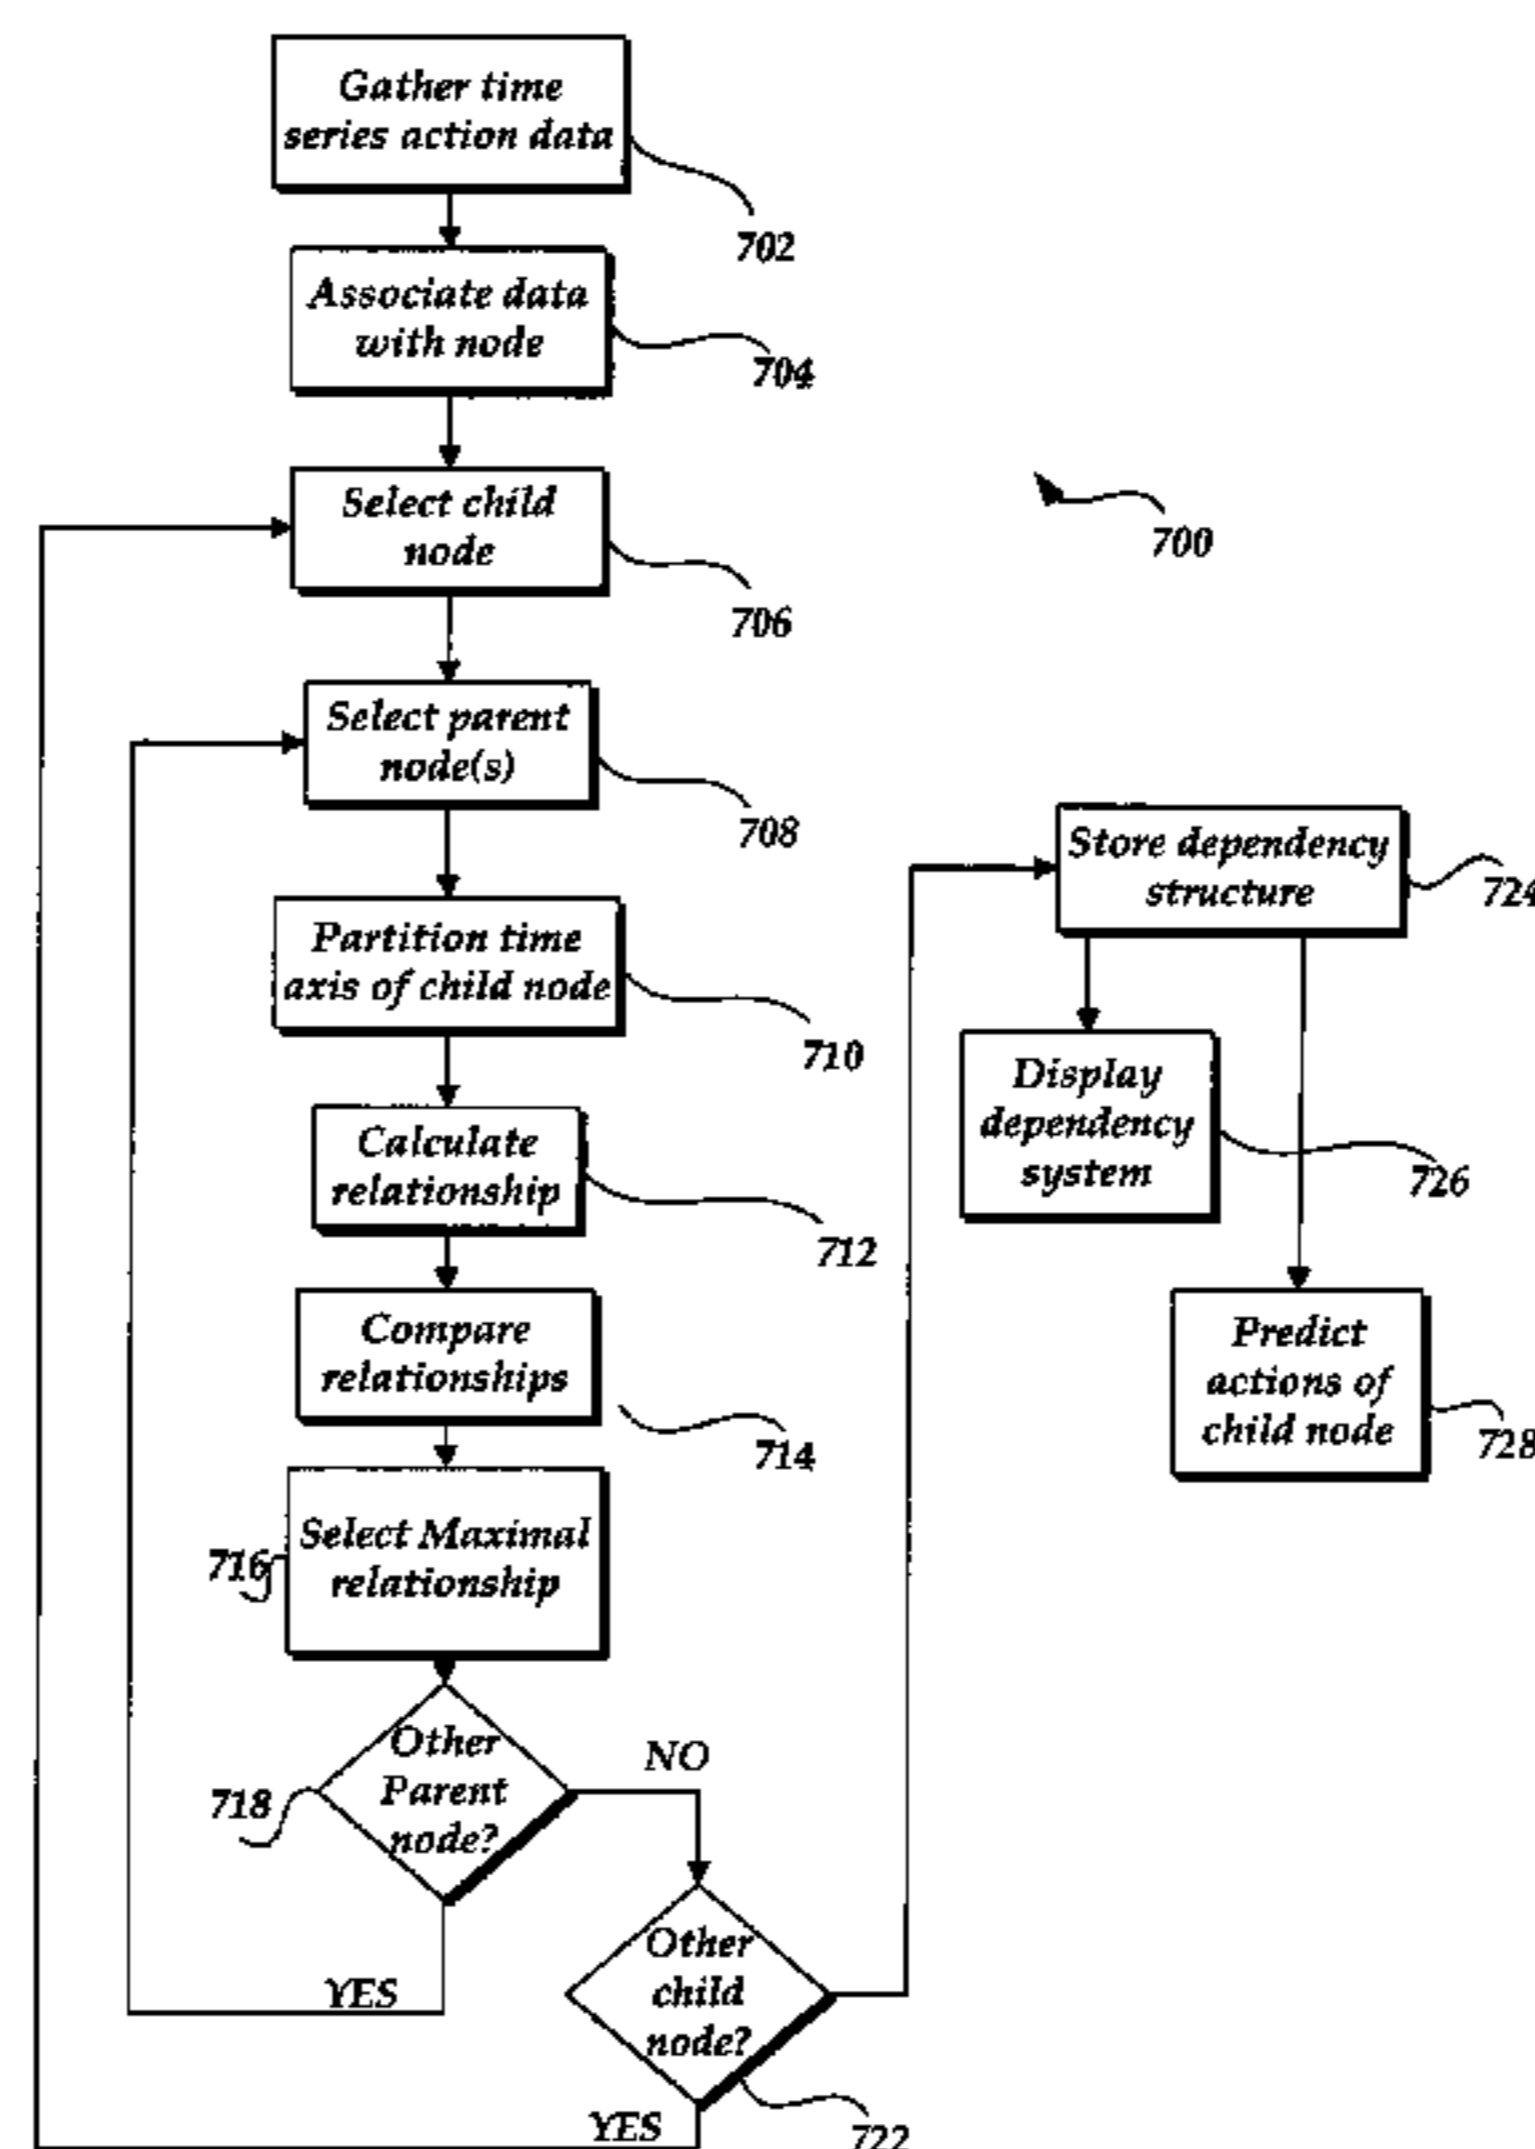 Gather time
series action data
702
Associate data
with node
704
Select child
node
706
700
Select parent
node(s)
708
Partition time
axis of child node
710
Calculate
relationship
712
Compare
relationships
714
Select Maximal
relationship
716
Other
Parent
node?
718
NO
YES
Other
child
node?
722
YES
Store dependency
structure
724
Display
dependency
system
726
Predict
actions of
child node
728